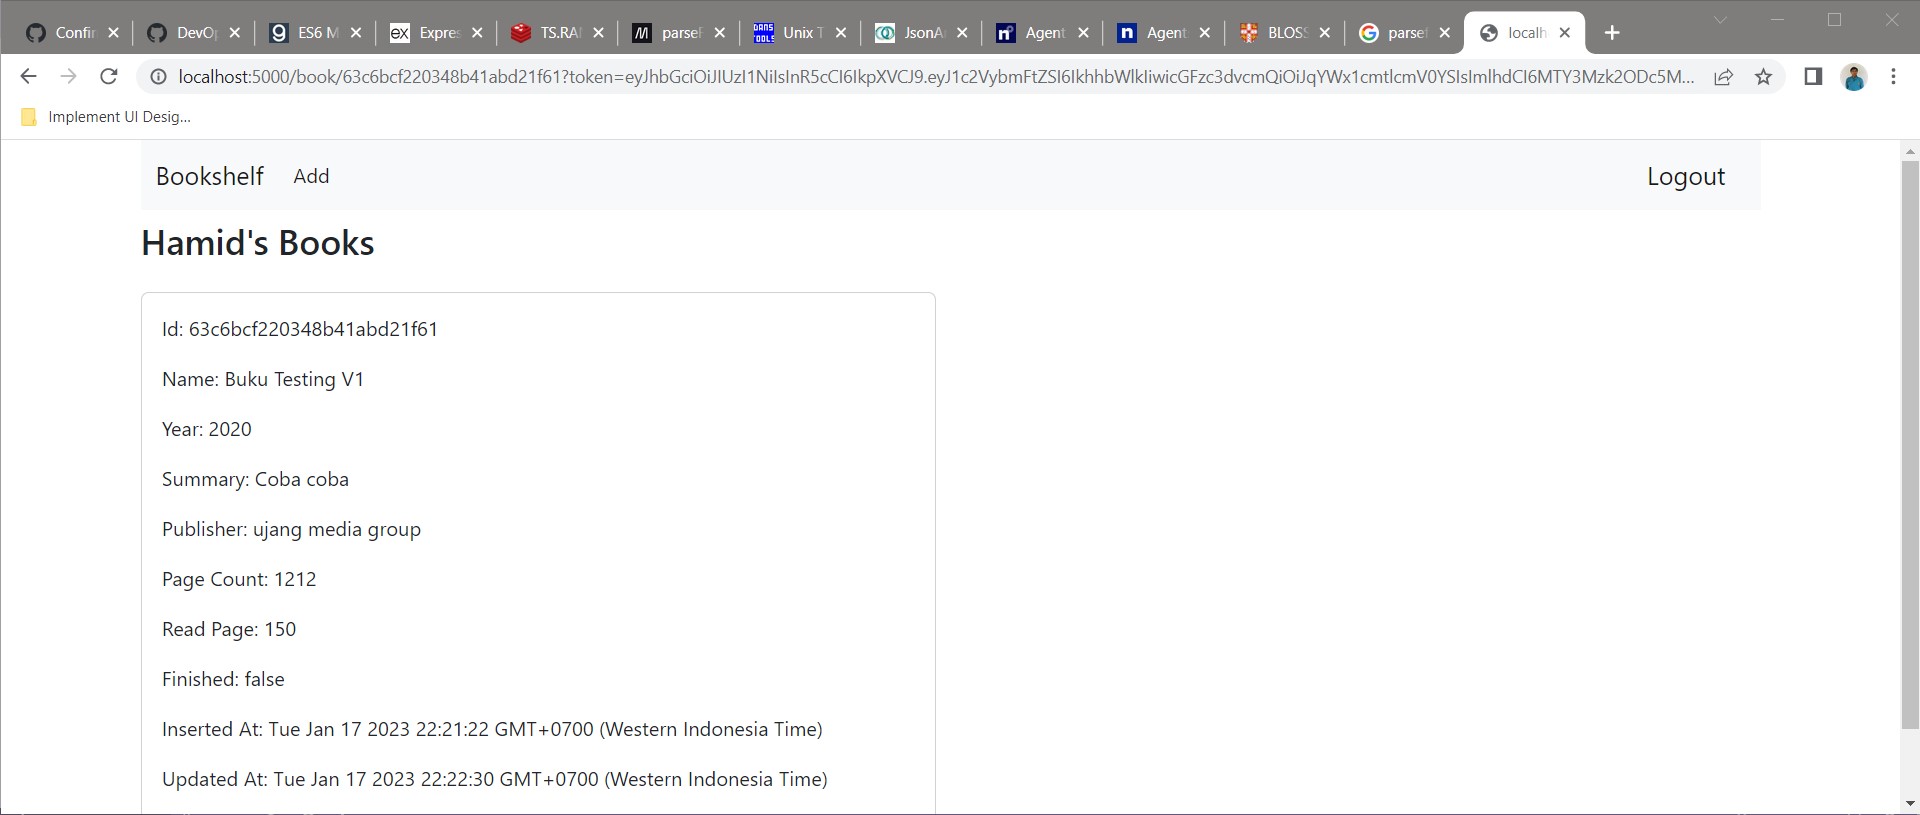 Confir DevOp ES6 M Expres TS.RA parseF Unix T JsonA Agent Agent BLOSS parsef localh
localhost:5000/book/63c6bcf220348b41abd21f61?token=eyJhbGciOiJIUzI1NiIsInR5cCI6IkpXVCJ9.eyJ1c2VybmFtZSI6IkhhbWlkIiwicGFzc3dvcmQiOiJqYWx1cmtlcmV0YSIsImlhdCI6MTY3Mzk2ODc5M...
Implement UI Desig...
Bookshelf Add Logout
Hamid's Books
Id: 63c6bcf220348b41abd21f61
Name: Buku Testing V1
Year: 2020
Summary: Coba coba
Publisher: ujang media group
Page Count: 1212
Read Page: 150
Finished: false
Inserted At: Tue Jan 17 2023 22:21:22 GMT+0700 (Western Indonesia Time)
Updated At: Tue Jan 17 2023 22:22:30 GMT+0700 (Western Indonesia Time)